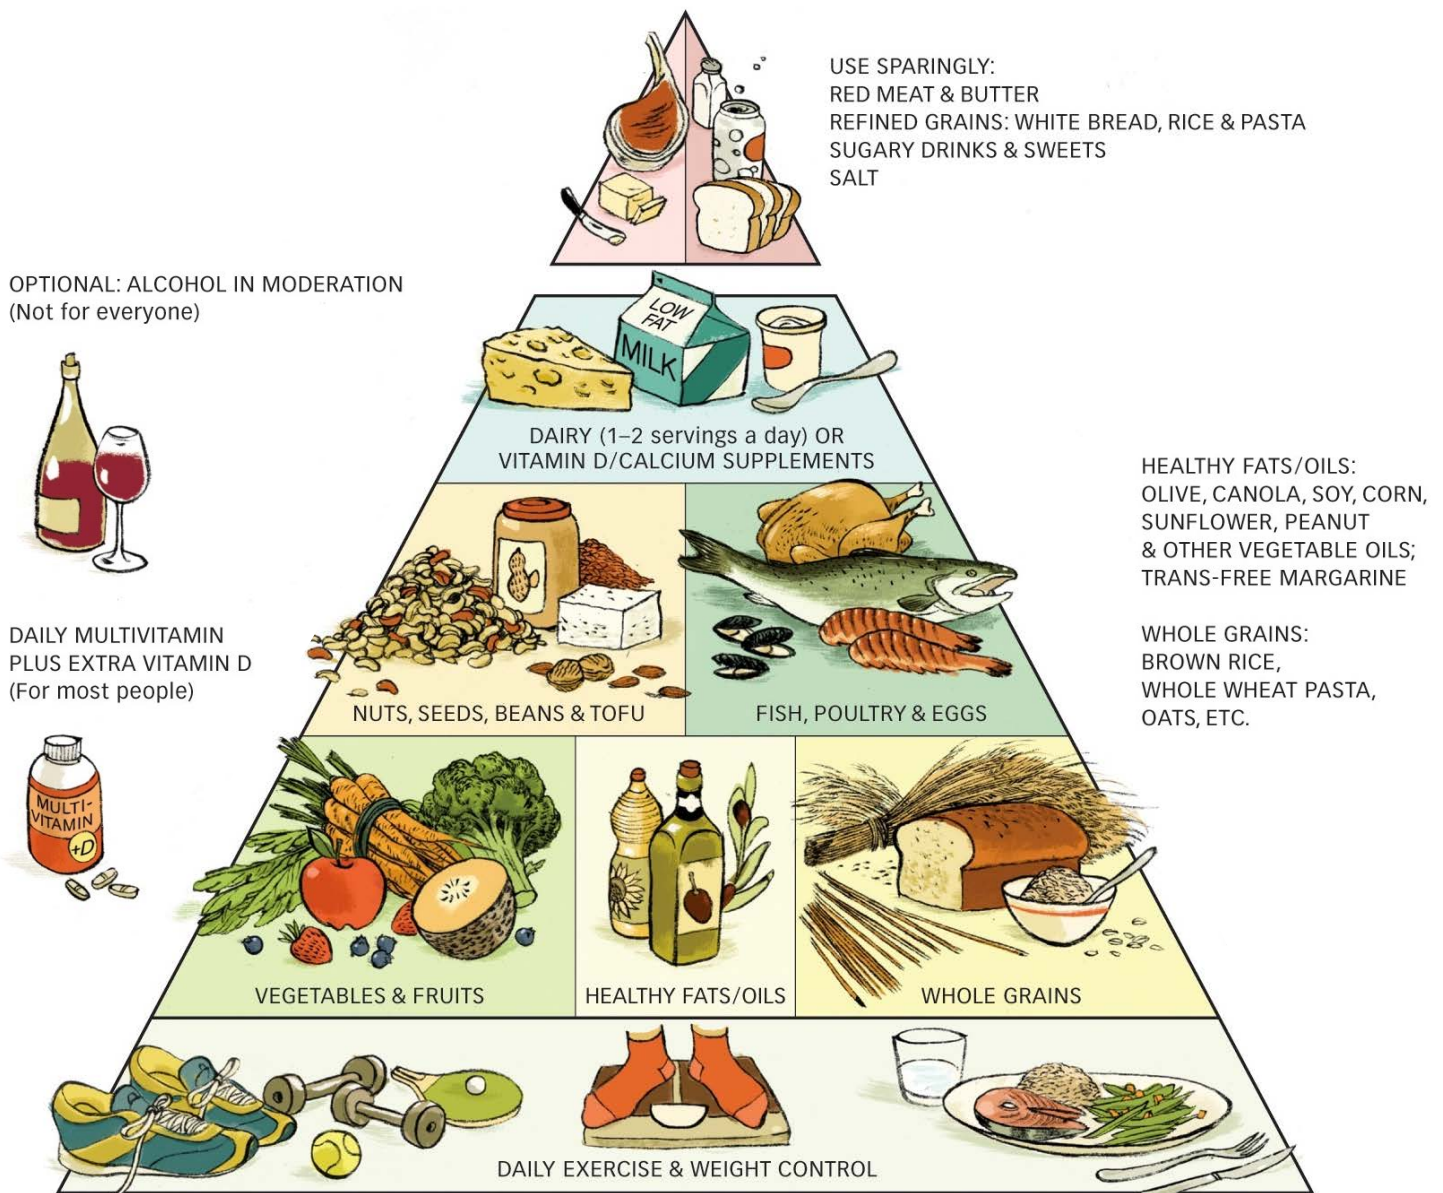 USE SPARINGLY:
RED MEAT & BUTTER
REFINED GRAINS: WHITE BREAD, RICE & PASTA
SUGARY DRINKS & SWEETS
SALT
OPTIONAL: ALCOHOL IN MODERATION
(Not for everyone)
LOW
FAT
MILK
DAIRY (1–2 servings a day) OR
VITAMIN D/CALCIUM SUPPLEMENTS
HEALTHY FATS/OILS:
OLIVE, CANOLA, SOY, CORN,
SUNFLOWER, PEANUT
& OTHER VEGETABLE OILS;
TRANS-FREE MARGARINE
WHOLE GRAINS:
BROWN RICE,
WHOLE WHEAT PASTA,
OATS, ETC.
DAILY MULTIVITAMIN
PLUS EXTRA VITAMIN D
(For most people)
MULTI-
VITAMIN
+D
NUTS, SEEDS, BEANS & TOFU
FISH, POULTRY & EGGS
VEGETABLES & FRUITS
HEALTHY FATS/OILS
WHOLE GRAINS
DAILY EXERCISE & WEIGHT CONTROL